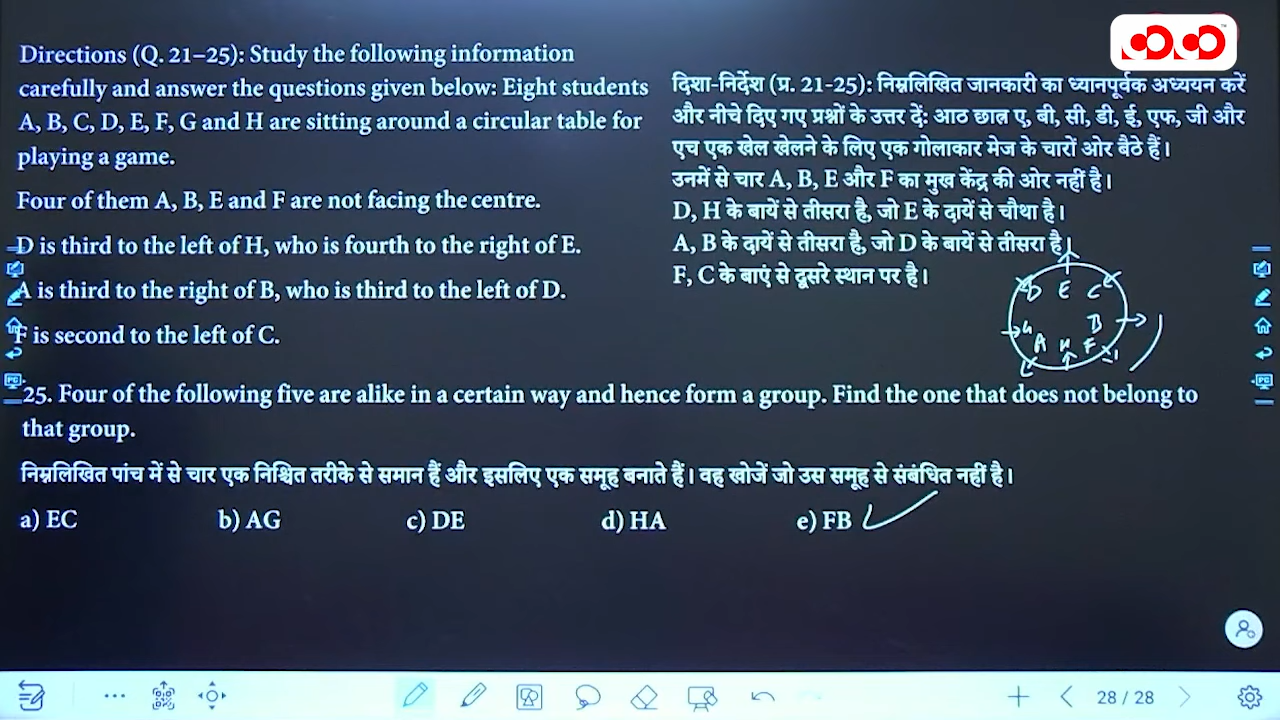 Directions (Q. 21–25): Study the following information
carefully and answer the questions given below: Eight students
A, B, C, D, E, F, G and H are sitting around a circular table for
playing a game.
Four of them A, B, E and F are not facing the centre.
D is third to the left of H, who is fourth to the right of E.
A is third to the right of B, who is third to the left of D.
F is second to the left of C.
दिशा-निर्देश (प्र. 21-25): निम्नलिखित जानकारी का ध्यानपूर्वक अध्ययन करें
और नीचे दिए गए प्रश्नों के उत्तर दें: आठ छात्र ए, बी, सी, डी, ई, एफ, जी और
एच एक खेल खेलने के लिए एक गोलाकार मेज के चारों ओर बैठे हैं।
उनमें से चार A, B, E और F का मुख केंद्र की ओर नहीं है।
D, H के बायें से तीसरा है, जो E के दायें से चौथा है।
A, B के दायें से तीसरा है, जो D के बायें से तीसरा है।
F, C के बाएं से दूसरे स्थान पर है।
D E C
G B
A H F
25. Four of the following five are alike in a certain way and hence form a group. Find the one that does not belong to
that group.
निम्नलिखित पांच में से चार एक निश्चित तरीके से समान हैं और इसलिए एक समूह बनाते हैं। वह खोजें जो उस समूह से संबंधित नहीं है।
a) EC b) AG c) DE d) HA e) FB
28 / 28